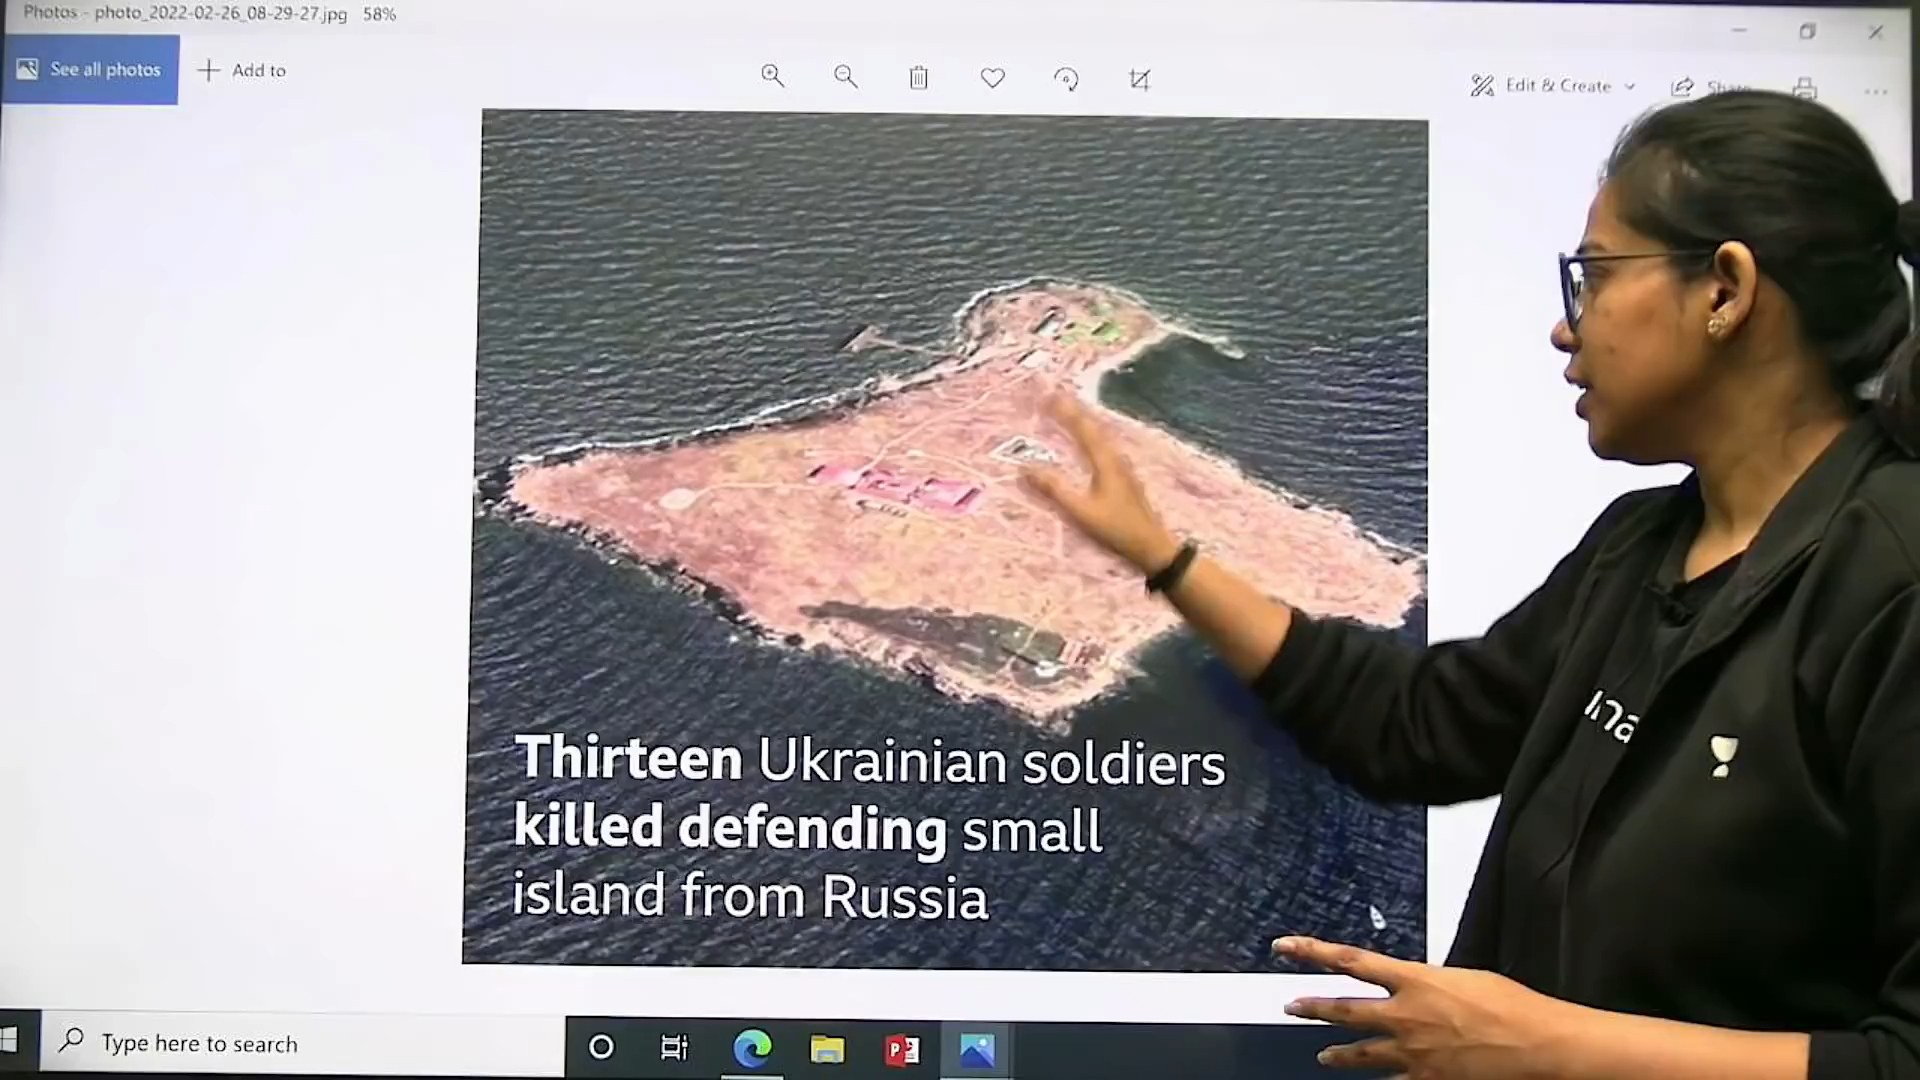 Photos - photo_2022-02-26_08-29-27.jpg 58%
See all photos
Add to
Edit & Create
Thirteen Ukrainian soldiers
killed defending small
island from Russia
Type here to search